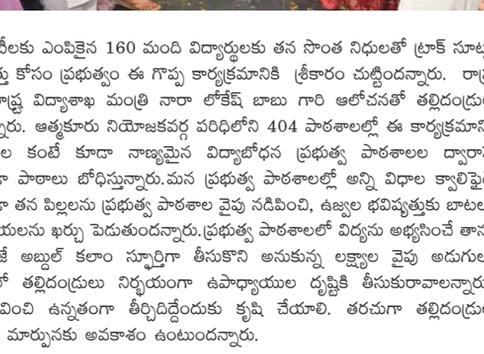 లకు ఎంపికైన 160 మంది విద్యార్థులకు తన సొంత నిధులతో ట్రాక్ సూట్
కోసం ప్రభుత్వం ఈ గొప్ప కార్యక్రమానికి శ్రీకారం చుట్టిందన్నారు.
విద్యాశాఖ మంత్రి నారా లోకేష్ బాబు గారి ఆలోచనతో తల్లిదండ్రు
ఆత్మకూరు నియోజకవర్గ పరిధిలోని 404 పాఠశాలల్లో ఈ కార్యక్రమాని
ల కంటే కూడా నాణ్యమైన విద్యాబోధన ప్రభుత్వ పాఠశాలల ద్వారా
పాఠాలు బోధిస్తున్నారు.మన ప్రభుత్వ పాఠశాలల్లో అన్ని విధాల క్వాలిఫై
తన పిల్లలను ప్రభుత్వ పాఠశాల వైపు నడిపించి, ఉజ్వల భవిష్యత్తుకు బాటల
యలను ఖర్చు పెడుతుందన్నారు.ప్రభుత్వ పాఠశాలలో విద్యను అభ్యసించే తాన
జే అబ్దుల్ కలాం స్ఫూర్తిగా తీసుకొని అనుకున్న లక్ష్యాల వైపు అడుగుల
లో తల్లిదండ్రులు నిర్భయంగా ఉపాధ్యాయుల దృష్టికి తీసుకురావాలన్నారు
వించి ఉన్నతంగా తీర్చిదిద్దేందుకు కృషి చేయాలి. తరచుగా తల్లిదండ్రు
మార్పునకు అవకాశం ఉంటుందన్నారు.